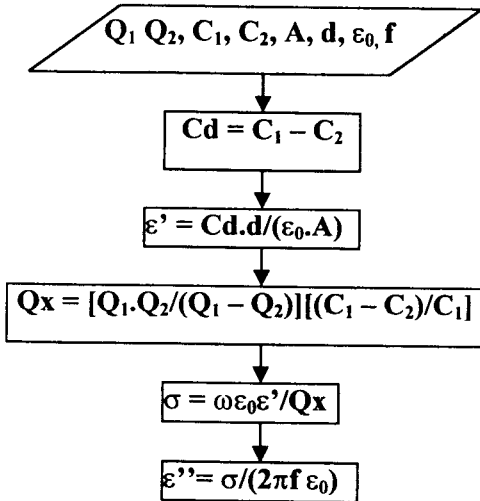 Q₁ Q₂, C₁, C₂, A, d, ε₀, f
Cd = C₁ – C₂
ε' = Cd.d/(ε₀.A)
Qx = [Q₁.Q₂/(Q₁ – Q₂)][(C₁ – C₂)/C₁]
σ = ωε₀ε'/Qx
ε''= σ/(2πf ε₀)